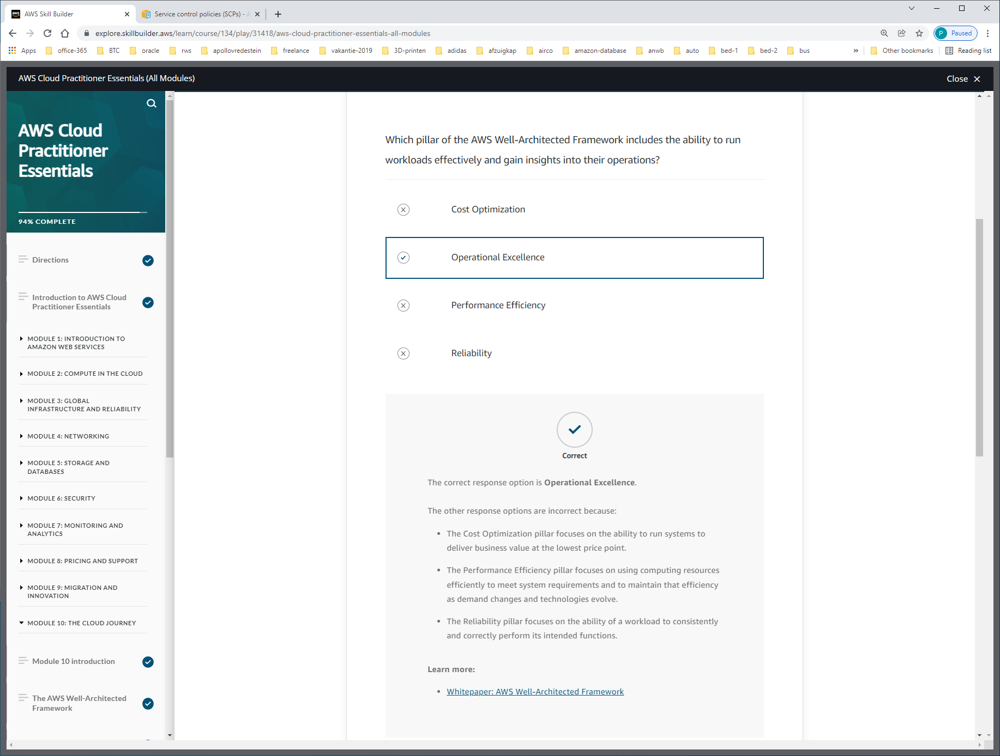 AWS Skill Builder
Service control policies (SCPs) -
explore.skillbuilder.aws/learn/course/134/play/31418/aws-cloud-practitioner-essentials-all-modules
P Paused
Apps office-365 BTC oracle rws apollovredestein freelance vakantie-2019 3D-printen adidas afzuigkap airco amazon-database anwb auto bed-1 bed-2 bus » Other bookmarks Reading list
AWS Cloud Practitioner Essentials (All Modules)
Close
AWS Cloud
Practitioner
Essentials
94% COMPLETE
Directions
Introduction to AWS Cloud
Practitioner Essentials
MODULE 1: INTRODUCTION TO
AMAZON WEB SERVICES
MODULE 2: COMPUTE IN THE CLOUD
MODULE 3: GLOBAL
INFRASTRUCTURE AND RELIABILITY
MODULE 4: NETWORKING
MODULE 5: STORAGE AND
DATABASES
MODULE 6: SECURITY
MODULE 7: MONITORING AND
ANALYTICS
MODULE 8: PRICING AND SUPPORT
MODULE 9: MIGRATION AND
INNOVATION
MODULE 10: THE CLOUD JOURNEY
Module 10 introduction
The AWS Well-Architected
Framework
Which pillar of the AWS Well-Architected Framework includes the ability to run
workloads effectively and gain insights into their operations?
Cost Optimization
Operational Excellence
Performance Efficiency
Reliability
Correct
The correct response option is Operational Excellence.
The other response options are incorrect because:
• The Cost Optimization pillar focuses on the ability to run systems to
deliver business value at the lowest price point.
• The Performance Efficiency pillar focuses on using computing resources
efficiently to meet system requirements and to maintain that efficiency
as demand changes and technologies evolve.
• The Reliability pillar focuses on the ability of a workload to consistently
and correctly perform its intended functions.
Learn more:
• Whitepaper: AWS Well-Architected Framework